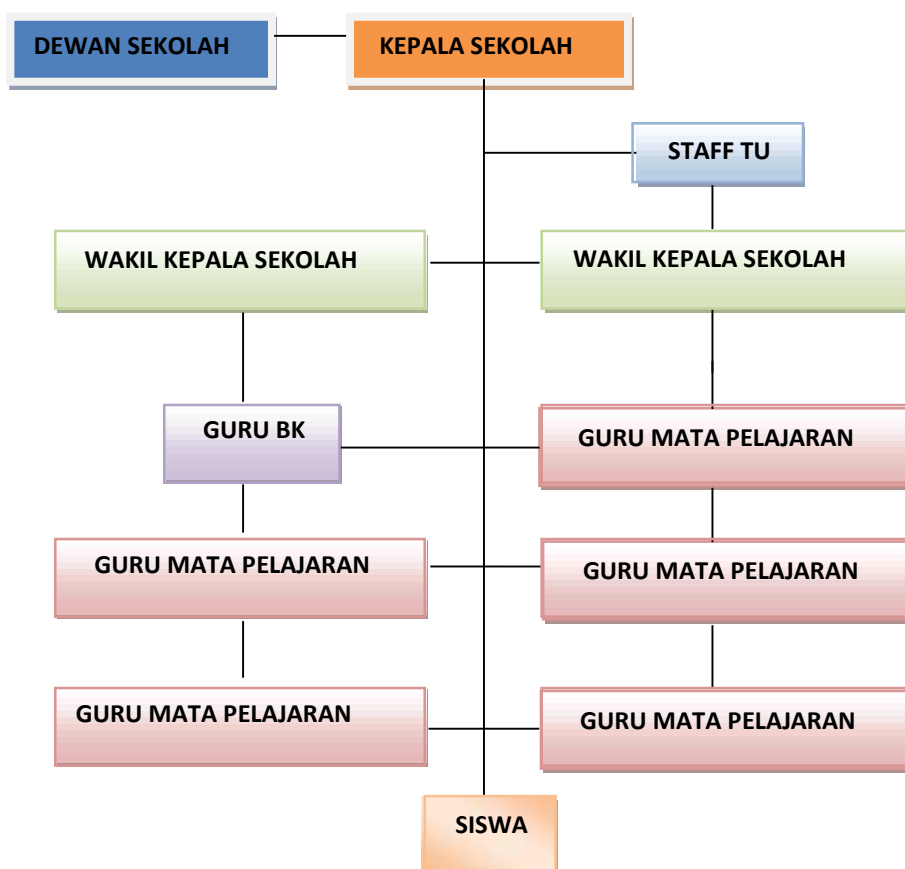 DEWAN SEKOLAH
KEPALA SEKOLAH
STAFF TU
WAKIL KEPALA SEKOLAH
WAKIL KEPALA SEKOLAH
GURU BK
GURU MATA PELAJARAN
GURU MATA PELAJARAN
GURU MATA PELAJARAN
GURU MATA PELAJARAN
GURU MATA PELAJARAN
SISWA